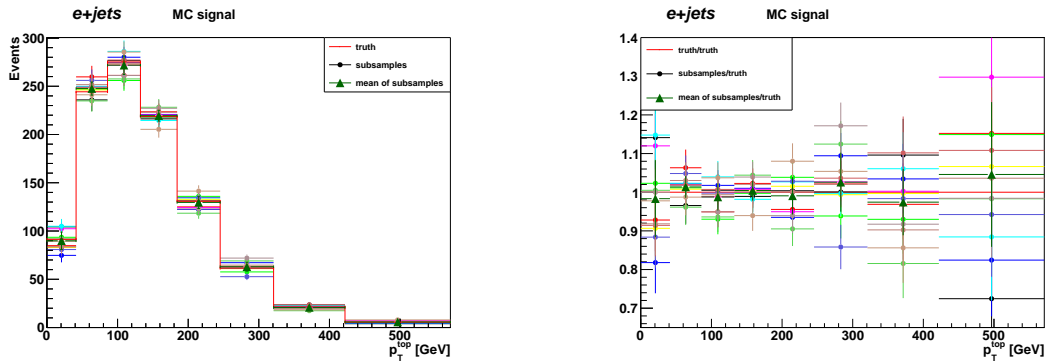 e+jets MC signal
Events
300
250
200
150
100
50
0
truth
subsamples
mean of subsamples
0 100 200 300 400 500
p_T^top [GeV]
e+jets MC signal
1.4
1.3
1.2
1.1
1.0
0.9
0.8
0.7
truth/truth
subsamples/truth
mean of subsamples/truth
0 100 200 300 400 500
p_T^top [GeV]